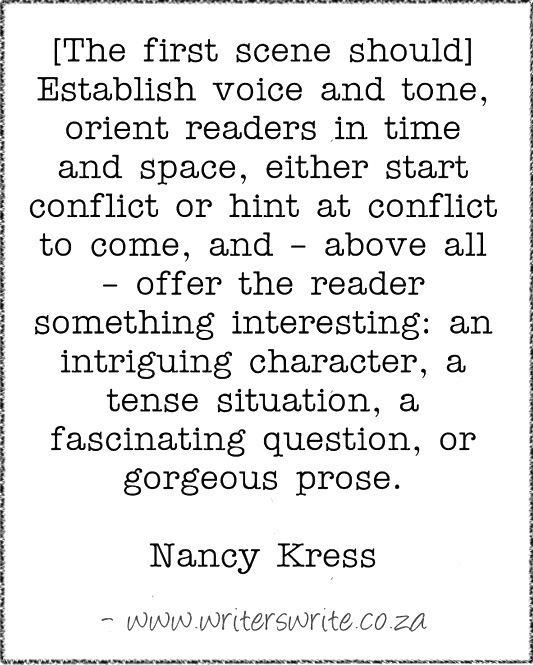 [The first scene should]
Establish voice and tone,
orient readers in time
and space, either start
conflict or hint at conflict
to come, and – above all
– offer the reader
something interesting: an
intriguing character, a
tense situation, a
fascinating question, or
gorgeous prose.
Nancy Kress
- www.writerswrite.co.za